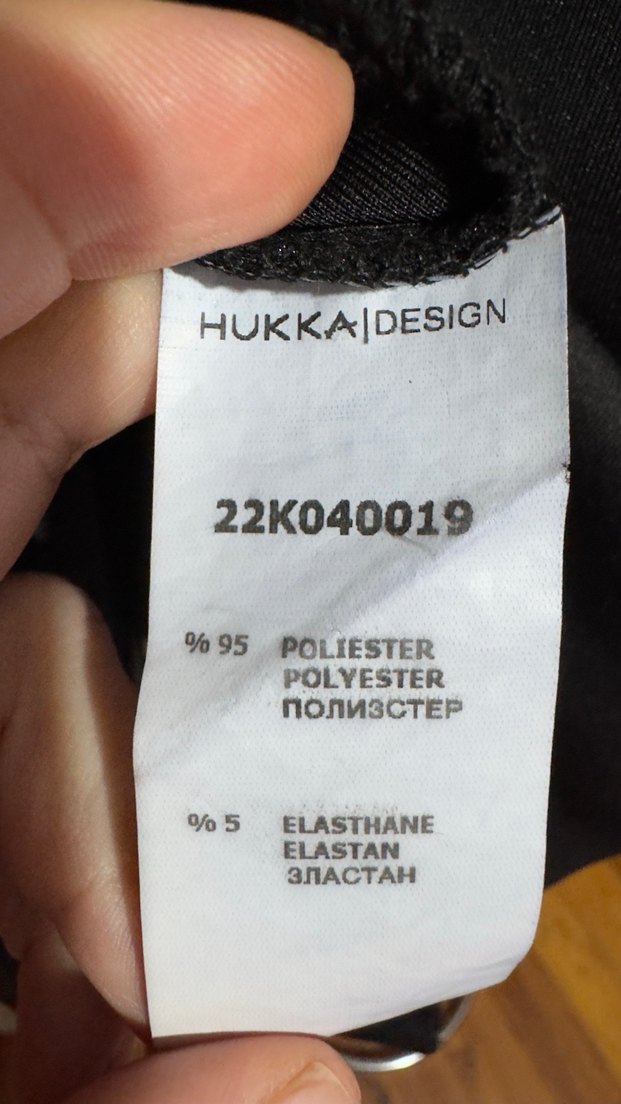 HUKKA|DESIGN
22K040019
% 95 POLIESTER
POLYESTER
ПОЛИЗСТЕР
% 5 ELASTHANE
ELASTAN
ЗЛАСТАН